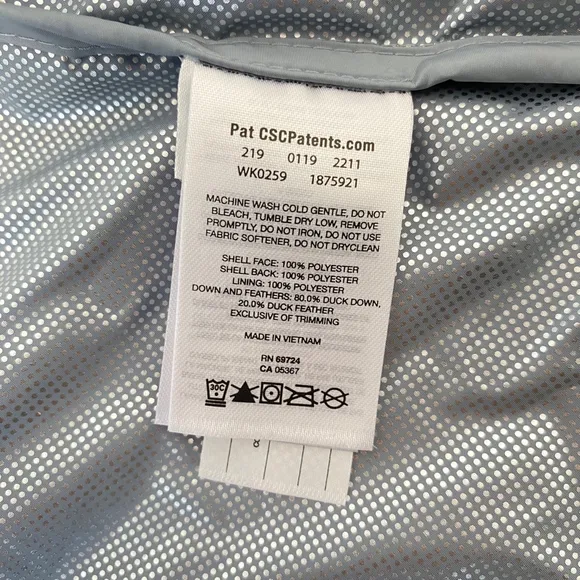 Pat CSCPatents.com
219 0119 2211
WK0259 1875921
MACHINE WASH COLD GENTLE, DO NOT
BLEACH, TUMBLE DRY LOW, REMOVE
PROMPTLY, DO NOT IRON, DO NOT USE
FABRIC SOFTENER, DO NOT DRYCLEAN
SHELL FACE: 100% POLYESTER
SHELL BACK: 100% POLYESTER
LINING: 100% POLYESTER
DOWN AND FEATHERS: 80.0% DUCK DOWN,
20.0% DUCK FEATHER
EXCLUSIVE OF TRIMMING
MADE IN VIETNAM
RN 69724
CA 05367
30C